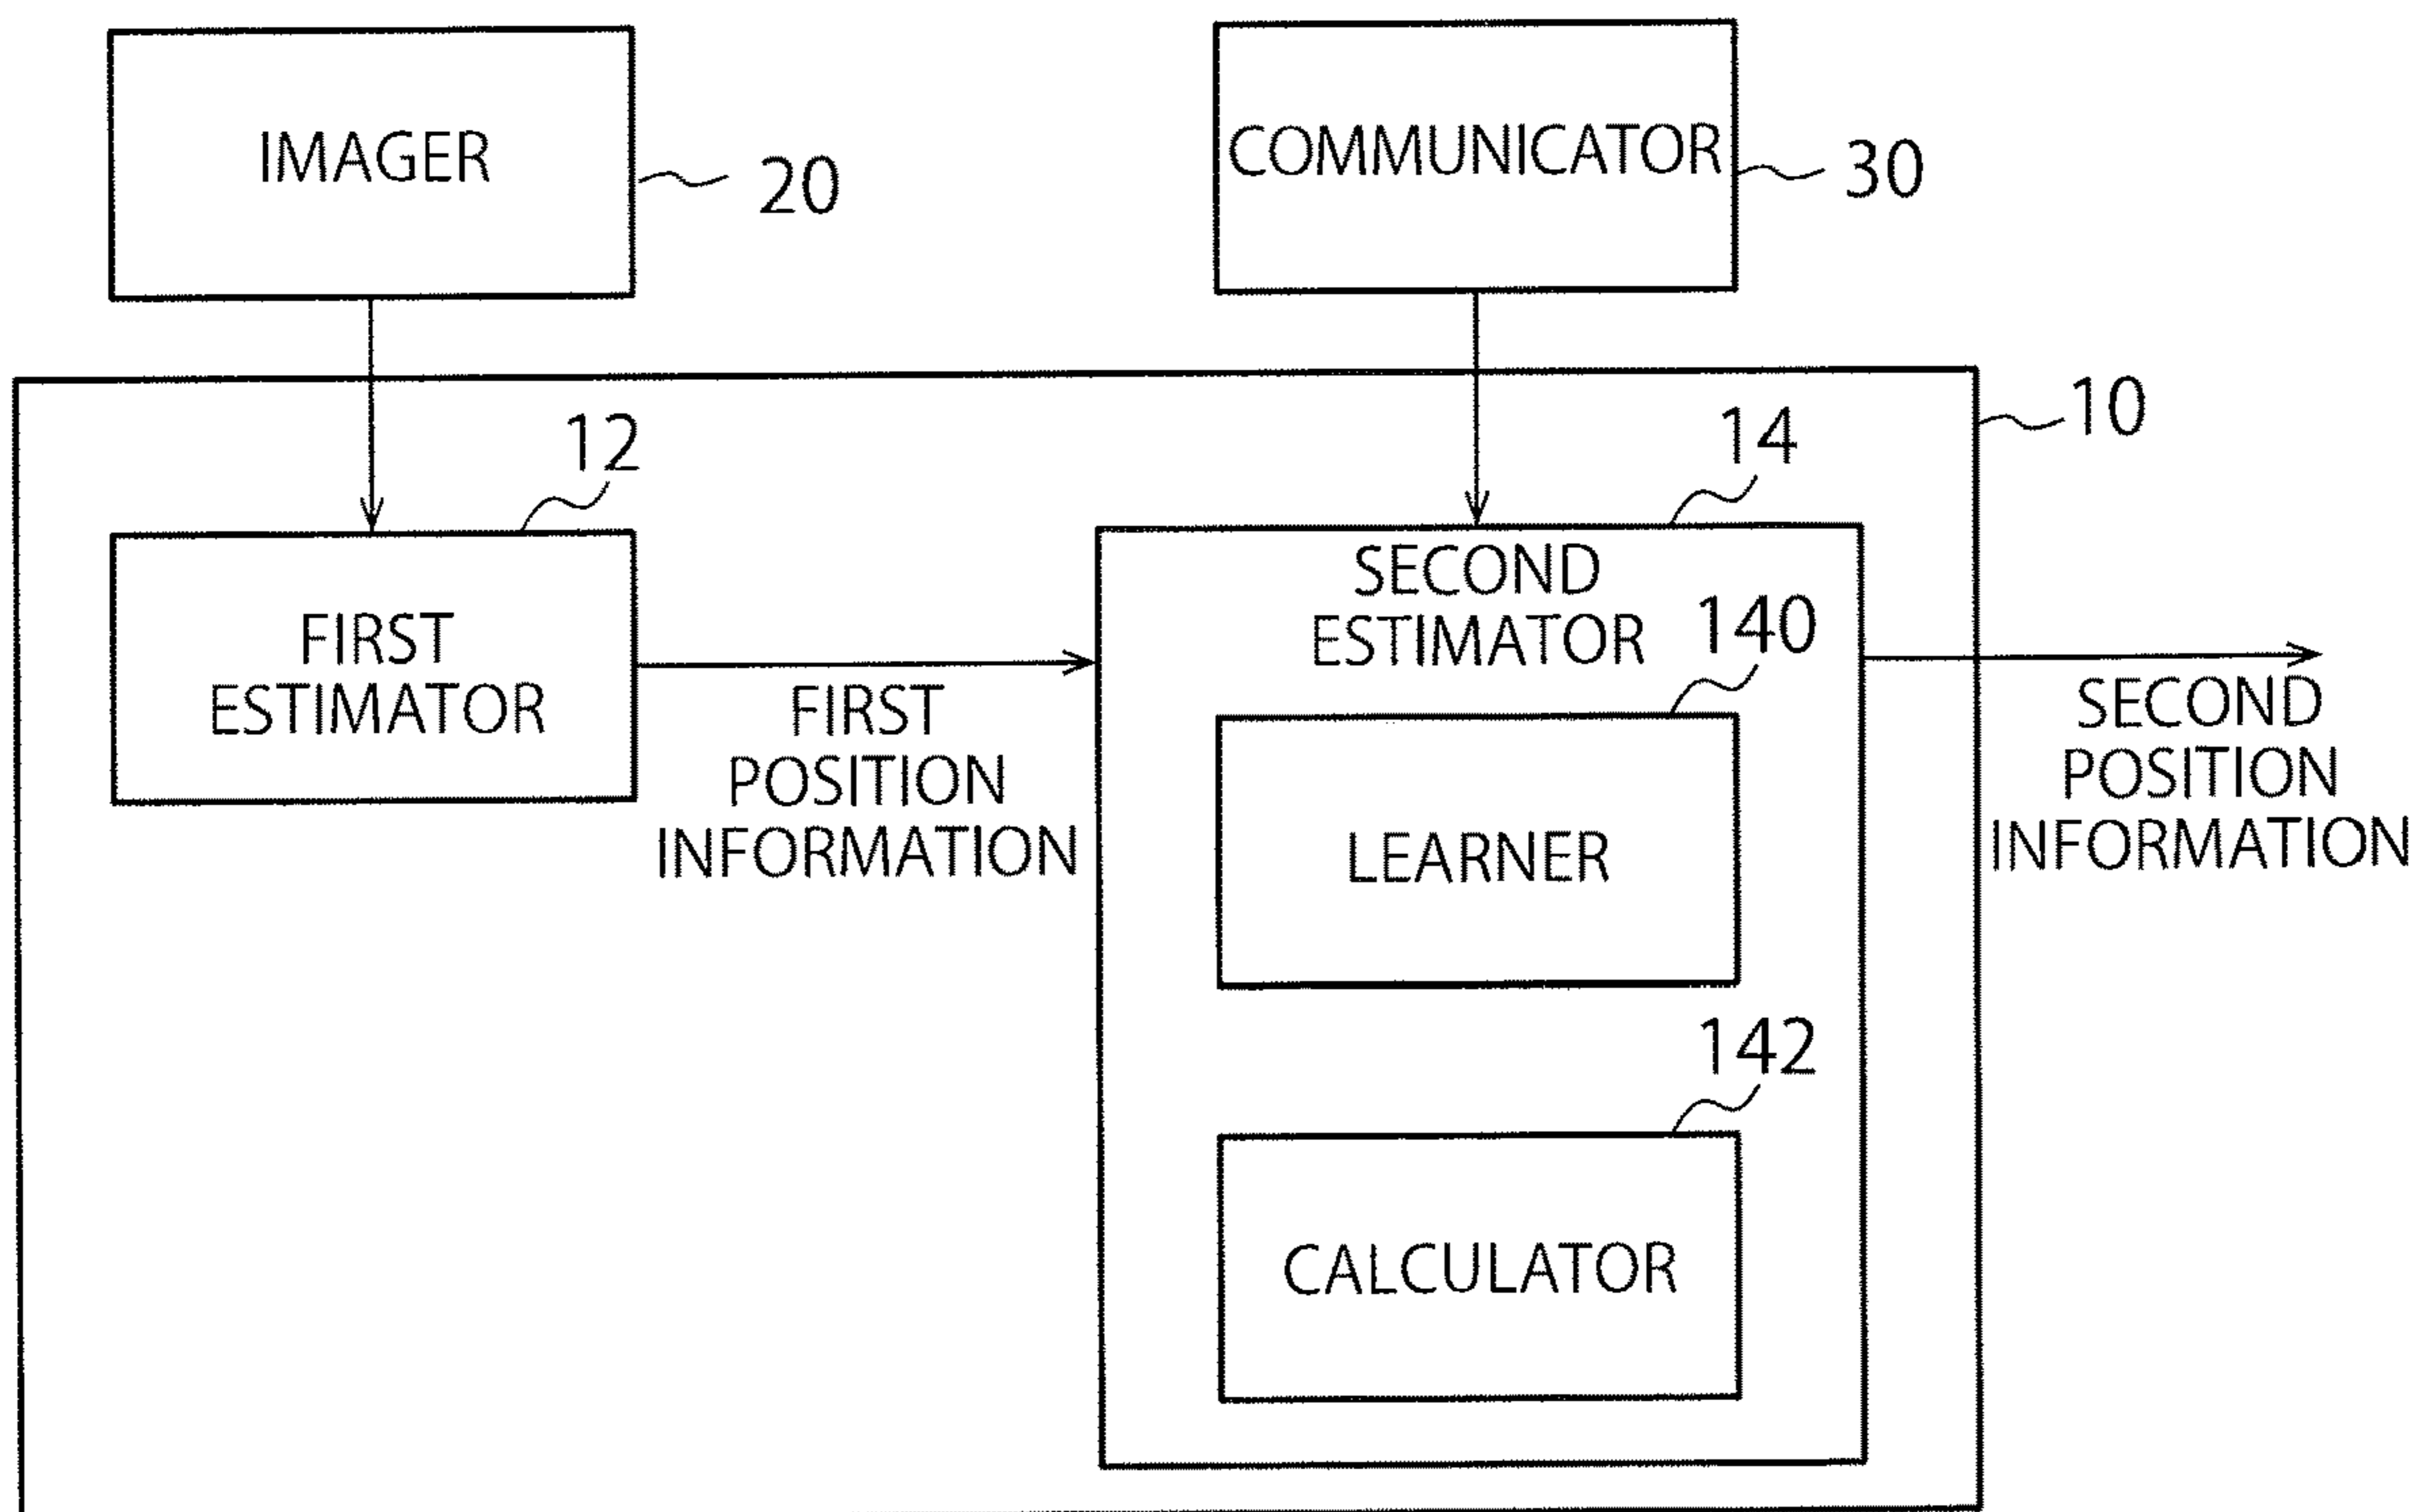 IMAGER
20
COMMUNICATOR
30
10
12
14
FIRST
ESTIMATOR
FIRST
POSITION
INFORMATION
SECOND
ESTIMATOR
140
LEARNER
142
CALCULATOR
SECOND
POSITION
INFORMATION